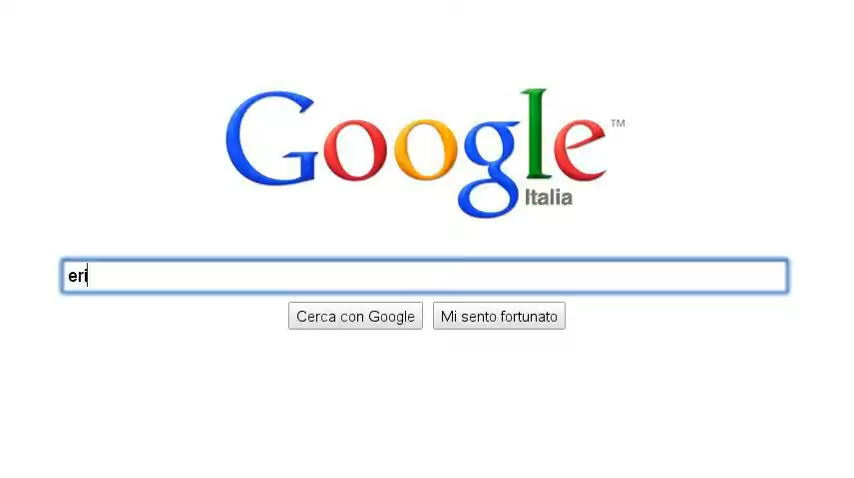 Google™
Italia
eri
Cerca con Google
Mi sento fortunato